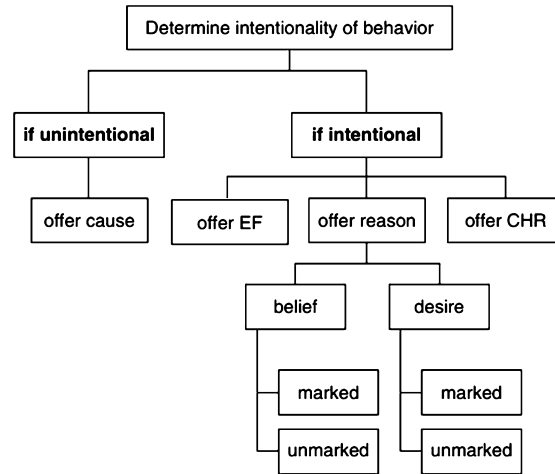 Determine intentionality of behavior
if unintentional
if intentional
offer cause
offer EF
offer reason
offer CHR
belief
desire
marked
marked
unmarked
unmarked